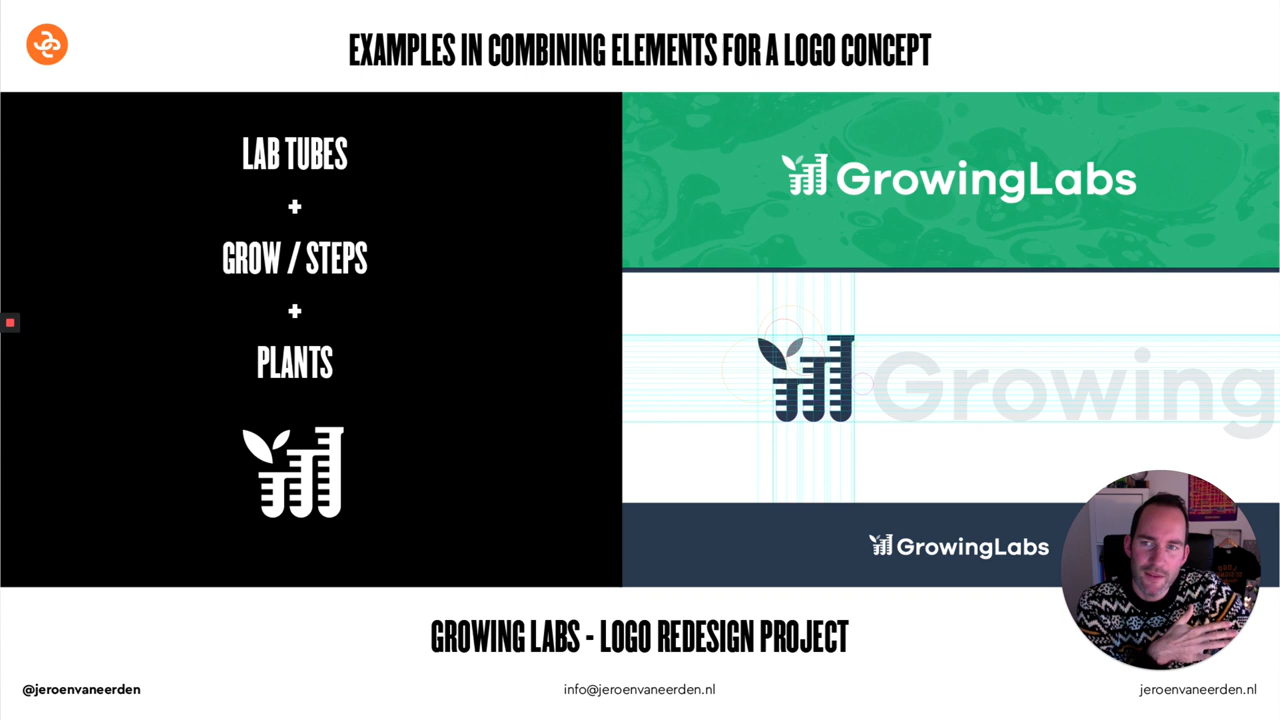 EXAMPLES IN COMBINING ELEMENTS FOR A LOGO CONCEPT
LAB TUBES
+
GROW / STEPS
+
PLANTS
GrowingLabs
Growing
GrowingLabs
GROWING LABS - LOGO REDESIGN PROJECT
@jeroenvaneerden
info@jeroenvaneerden.nl
jeroenvaneerden.nl